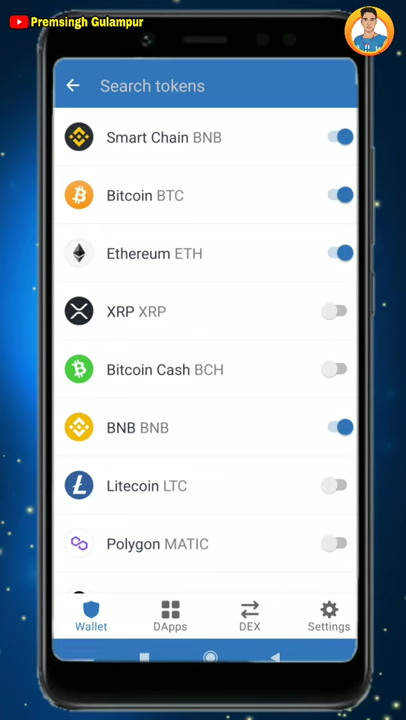 Premsingh Gulampur
Search tokens
Smart Chain BNB
Bitcoin BTC
Ethereum ETH
XRP XRP
Bitcoin Cash BCH
BNB BNB
Litecoin LTC
Polygon MATIC
Wallet DApps DEX Settings